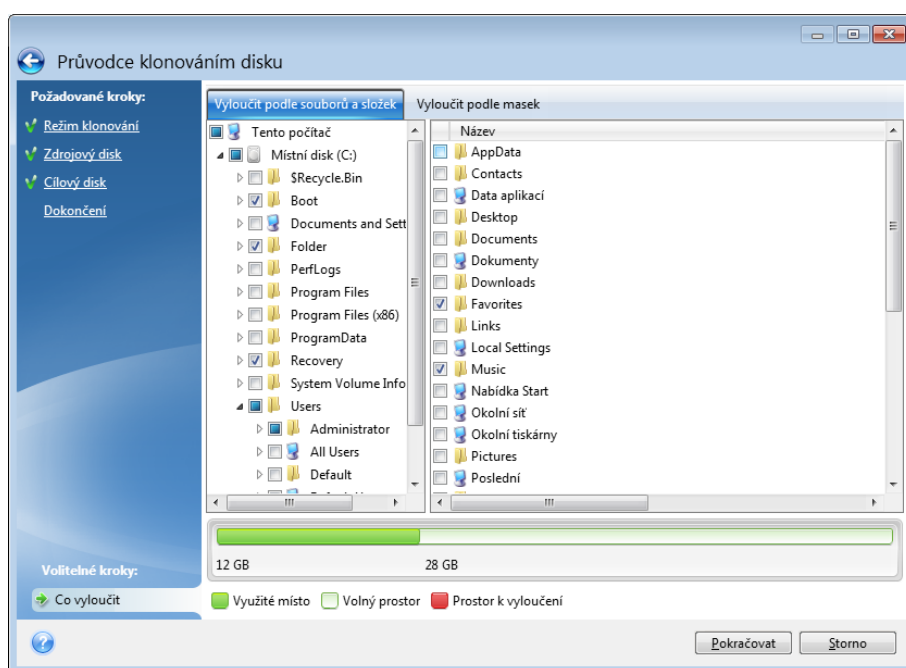 Průvodce klonováním disku
Požadované kroky:
Režim klonování
Zdrojový disk
Cílový disk
Dokončení
Volitelné kroky:
Co vyloučit
Vyloučit podle souborů a složek
Vyloučit podle masek
Tento počítač
Místní disk (C:)
$Recycle.Bin
Boot
Documents and Sett
Folder
PerfLogs
Program Files
Program Files (x86)
ProgramData
Recovery
System Volume Info
Users
Administrator
All Users
Default
Název
AppData
Contacts
Data aplikací
Desktop
Documents
Dokumenty
Downloads
Favorites
Links
Local Settings
Music
Nabídka Start
Okolní síť
Okolní tiskárny
Pictures
Poslední
12 GB
28 GB
Využité místo
Volný prostor
Prostor k vyloučení
Pokračovat
Storno